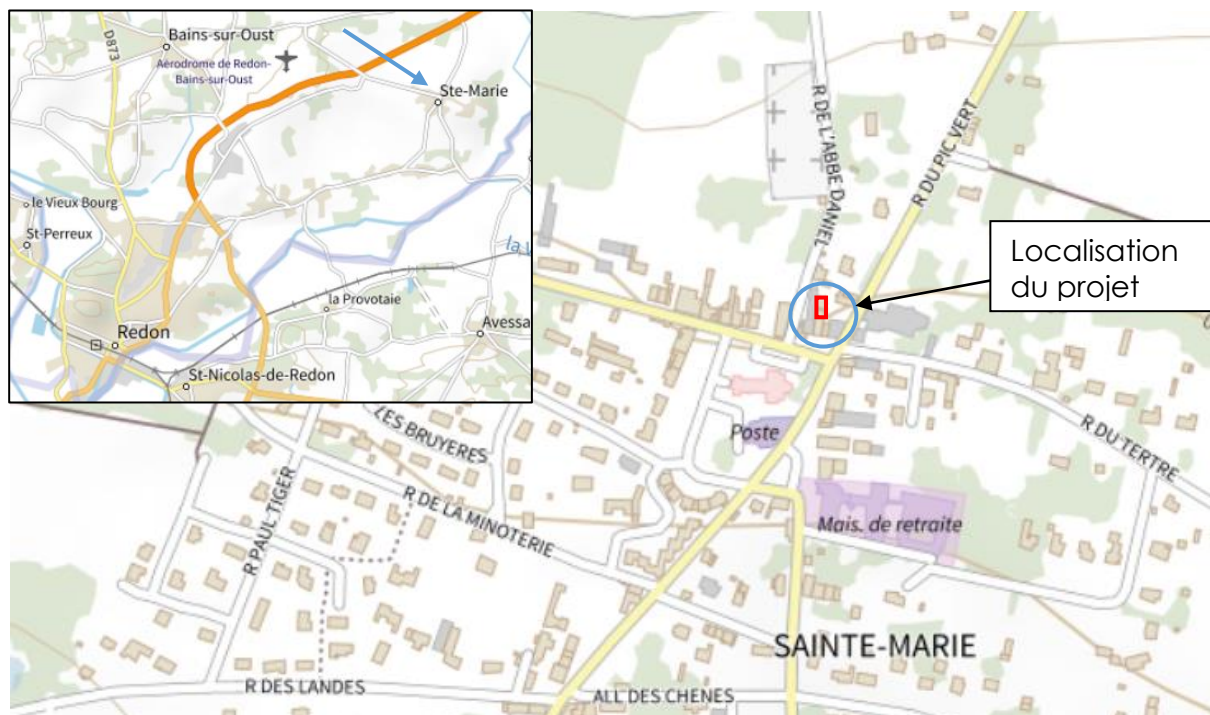 D873
Bains-sur-Oust
Aérodrome de Redon-
Bains-sur-Oust
Ste-Marie
le Vieux Bourg
St-Perreux
la Provotaie
Avessa
Redon
St-Nicolas-de-Redon
R DE L'ABBE DANIEL
R DU PIC VERT
Localisation
du projet
Poste
R DU TERTRE
Mais. de retraite
ZES BRUYERES
R PAUL TIGER
R DE LA MINOTERIE
SAINTE-MARIE
R DES LANDES
ALL DES CHENES